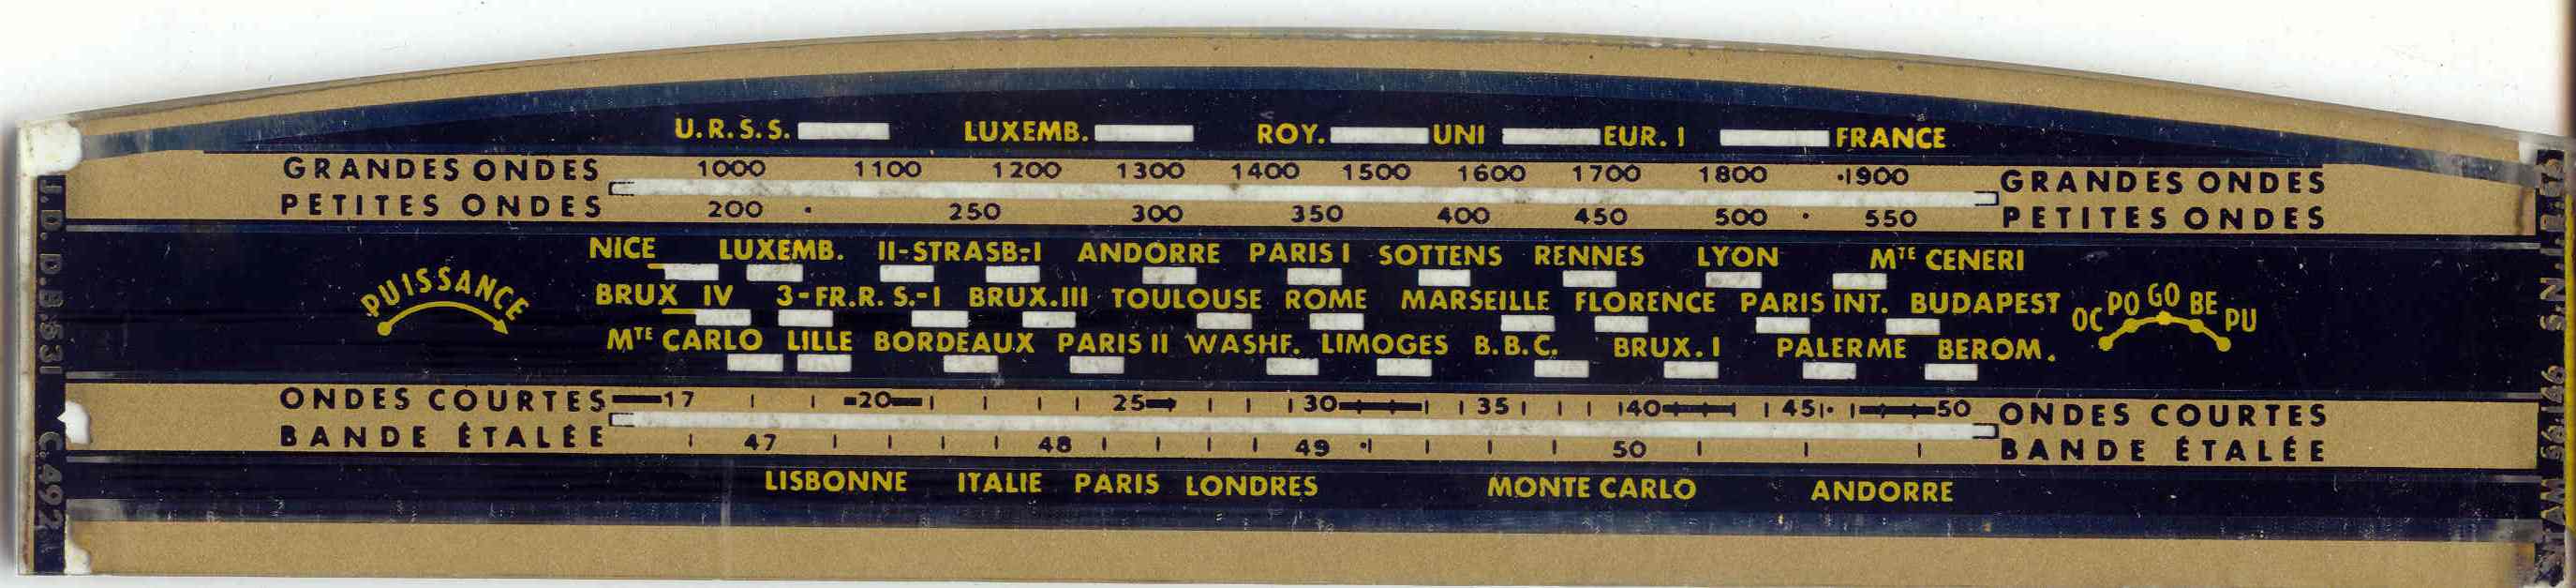 U.R.S.S. LUXEMB. ROY. UNI EUR. I FRANCE
GRANDES ONDES 1000 1100 1200 1300 1400 1500 1600 1700 1800 1900 GRANDES ONDES
PETITES ONDES 200 250 300 350 400 450 500 550 PETITES ONDES
NICE LUXEMB. II-STRASB-I ANDORRE PARIS I SOTTENS RENNES LYON MTE CENERI
PUISSANCE
BRUX IV 3-FR.R. S.-I BRUX.III TOULOUSE ROME MARSEILLE FLORENCE PARIS INT. BUDAPEST
OC PO GO BE PU
MTE CARLO LILLE BORDEAUX PARIS II WASHF. LIMOGES B.B.C. BRUX.I PALERME BEROM.
ONDES COURTES 17 20 25 30 35 40 45 50 ONDES COURTES
BANDE ÉTALÉE 47 48 49 50 BANDE ÉTALÉE
LISBONNE ITALIE PARIS LONDRES MONTE CARLO ANDORRE
J.D. D.B.531 C.492